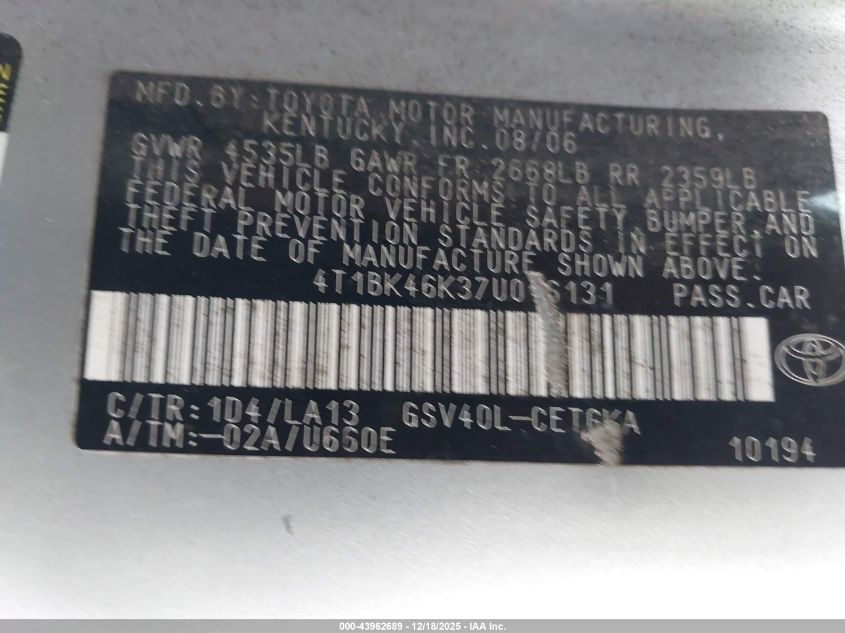 MFD. BY: TOYOTA MOTOR MANUFACTURING,
KENTUCKY, INC. 08/06
GVWR 4535LB GAWR FR 2668LB RR 2359LB
THIS VEHICLE CONFORMS TO ALL APPLICABLE
FEDERAL MOTOR VEHICLE SAFETY, BUMPER, AND
THEFT PREVENTION STANDARDS IN EFFECT ON
THE DATE OF MANUFACTURE SHOWN ABOVE.
PASS. CAR
C/TR: 1D4/LA13
A/TM:-02A/U660E
10194
000-43962689 - 12/18/2025 - IAA Inc.